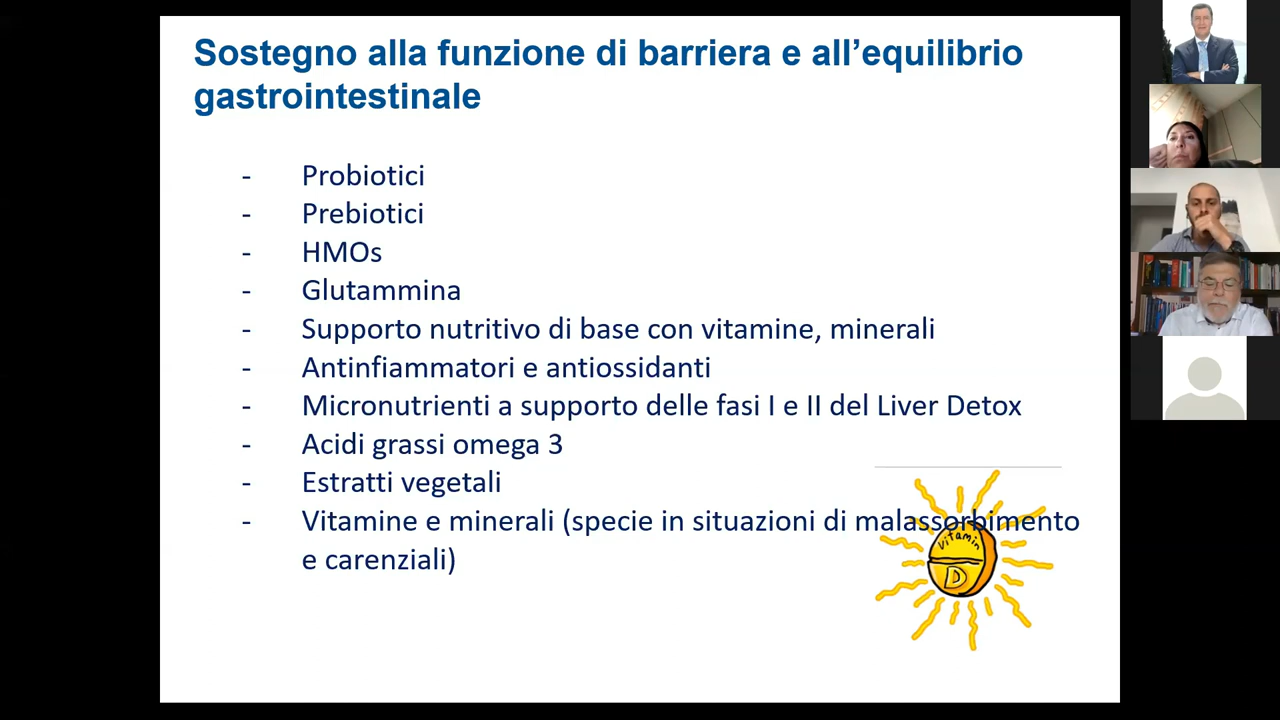 Sostegno alla funzione di barriera e all’equilibrio
gastrointestinale
- Probiotici
- Prebiotici
- HMOs
- Glutammina
- Supporto nutritivo di base con vitamine, minerali
- Antinfiammatori e antiossidanti
- Micronutrienti a supporto delle fasi I e II del Liver Detox
- Acidi grassi omega 3
- Estratti vegetali
- Vitamine e minerali (specie in situazioni di malassorbimento
e carenziali)
Vitamin
D